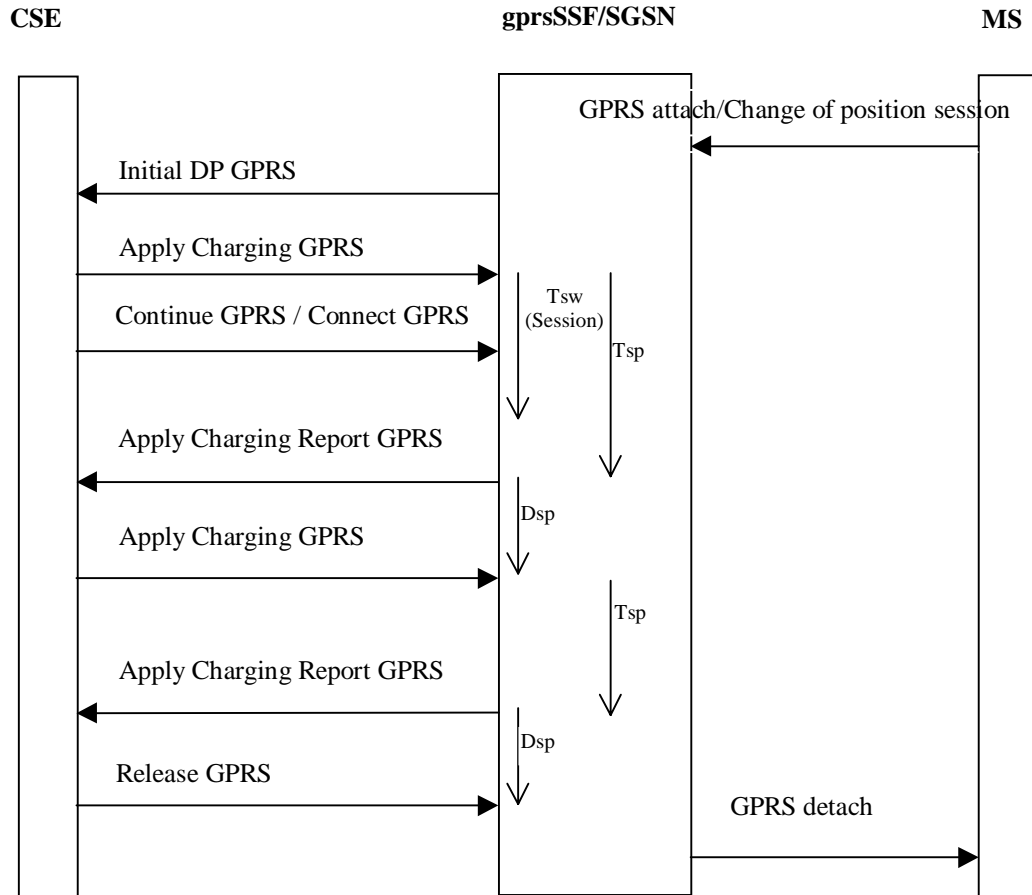 CSE
gprsSSF/SGSN
MS
GPRS attach/Change of position session
Initial DP GPRS
Apply Charging GPRS
Tsw
(Session)
Continue GPRS / Connect GPRS
Tsp
Apply Charging Report GPRS
Dsp
Apply Charging GPRS
Tsp
Apply Charging Report GPRS
Dsp
Release GPRS
GPRS detach